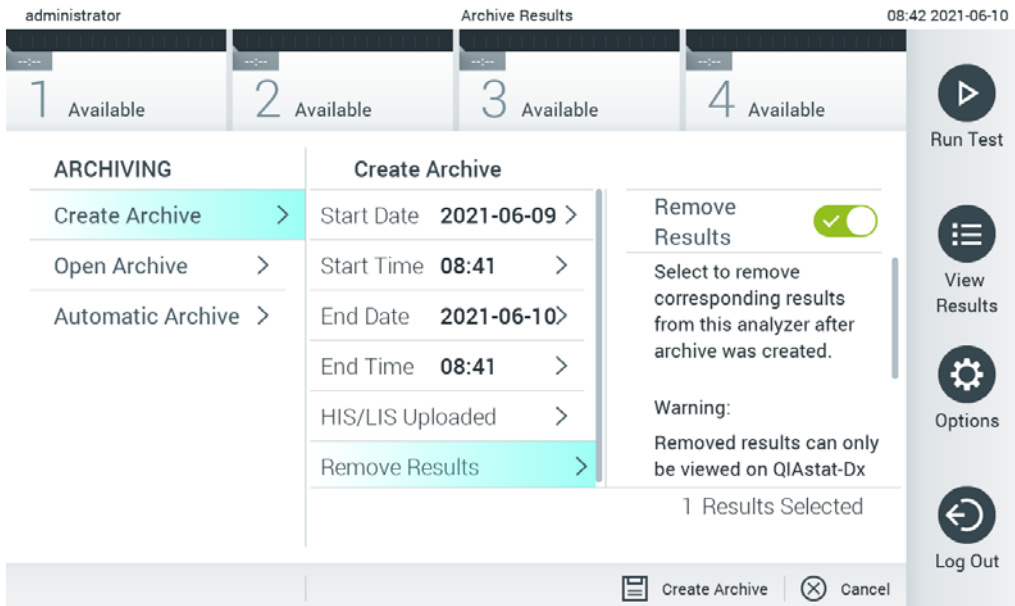 administrator
Archive Results
08:42 2021-06-10
--:--
--:--
--:--
--:--
1 Available
2 Available
3 Available
4 Available
Run Test
View
Results
Options
Log Out
ARCHIVING
Create Archive
Open Archive
Automatic Archive
Create Archive
Start Date 2021-06-09
Start Time 08:41
End Date 2021-06-10
End Time 08:41
HIS/LIS Uploaded
Remove Results
Remove
Results
Select to remove
corresponding results
from this analyzer after
archive was created.
Warning:
Removed results can only
be viewed on QIAstat-Dx
1 Results Selected
Create Archive
Cancel